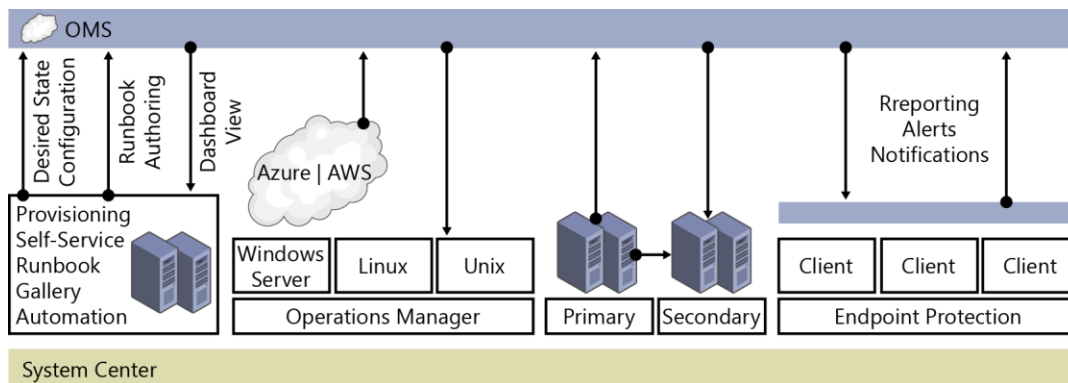 OMS
Desired State
Configuration
Runbook
Authoring
Dashboard
View
Azure | AWS
Rreporting
Alerts
Notifications
Provisioning
Self-Service
Runbook
Gallery
Automation
Windows
Server
Linux
Unix
Operations Manager
Primary
Secondary
Client
Client
Client
Endpoint Protection
System Center